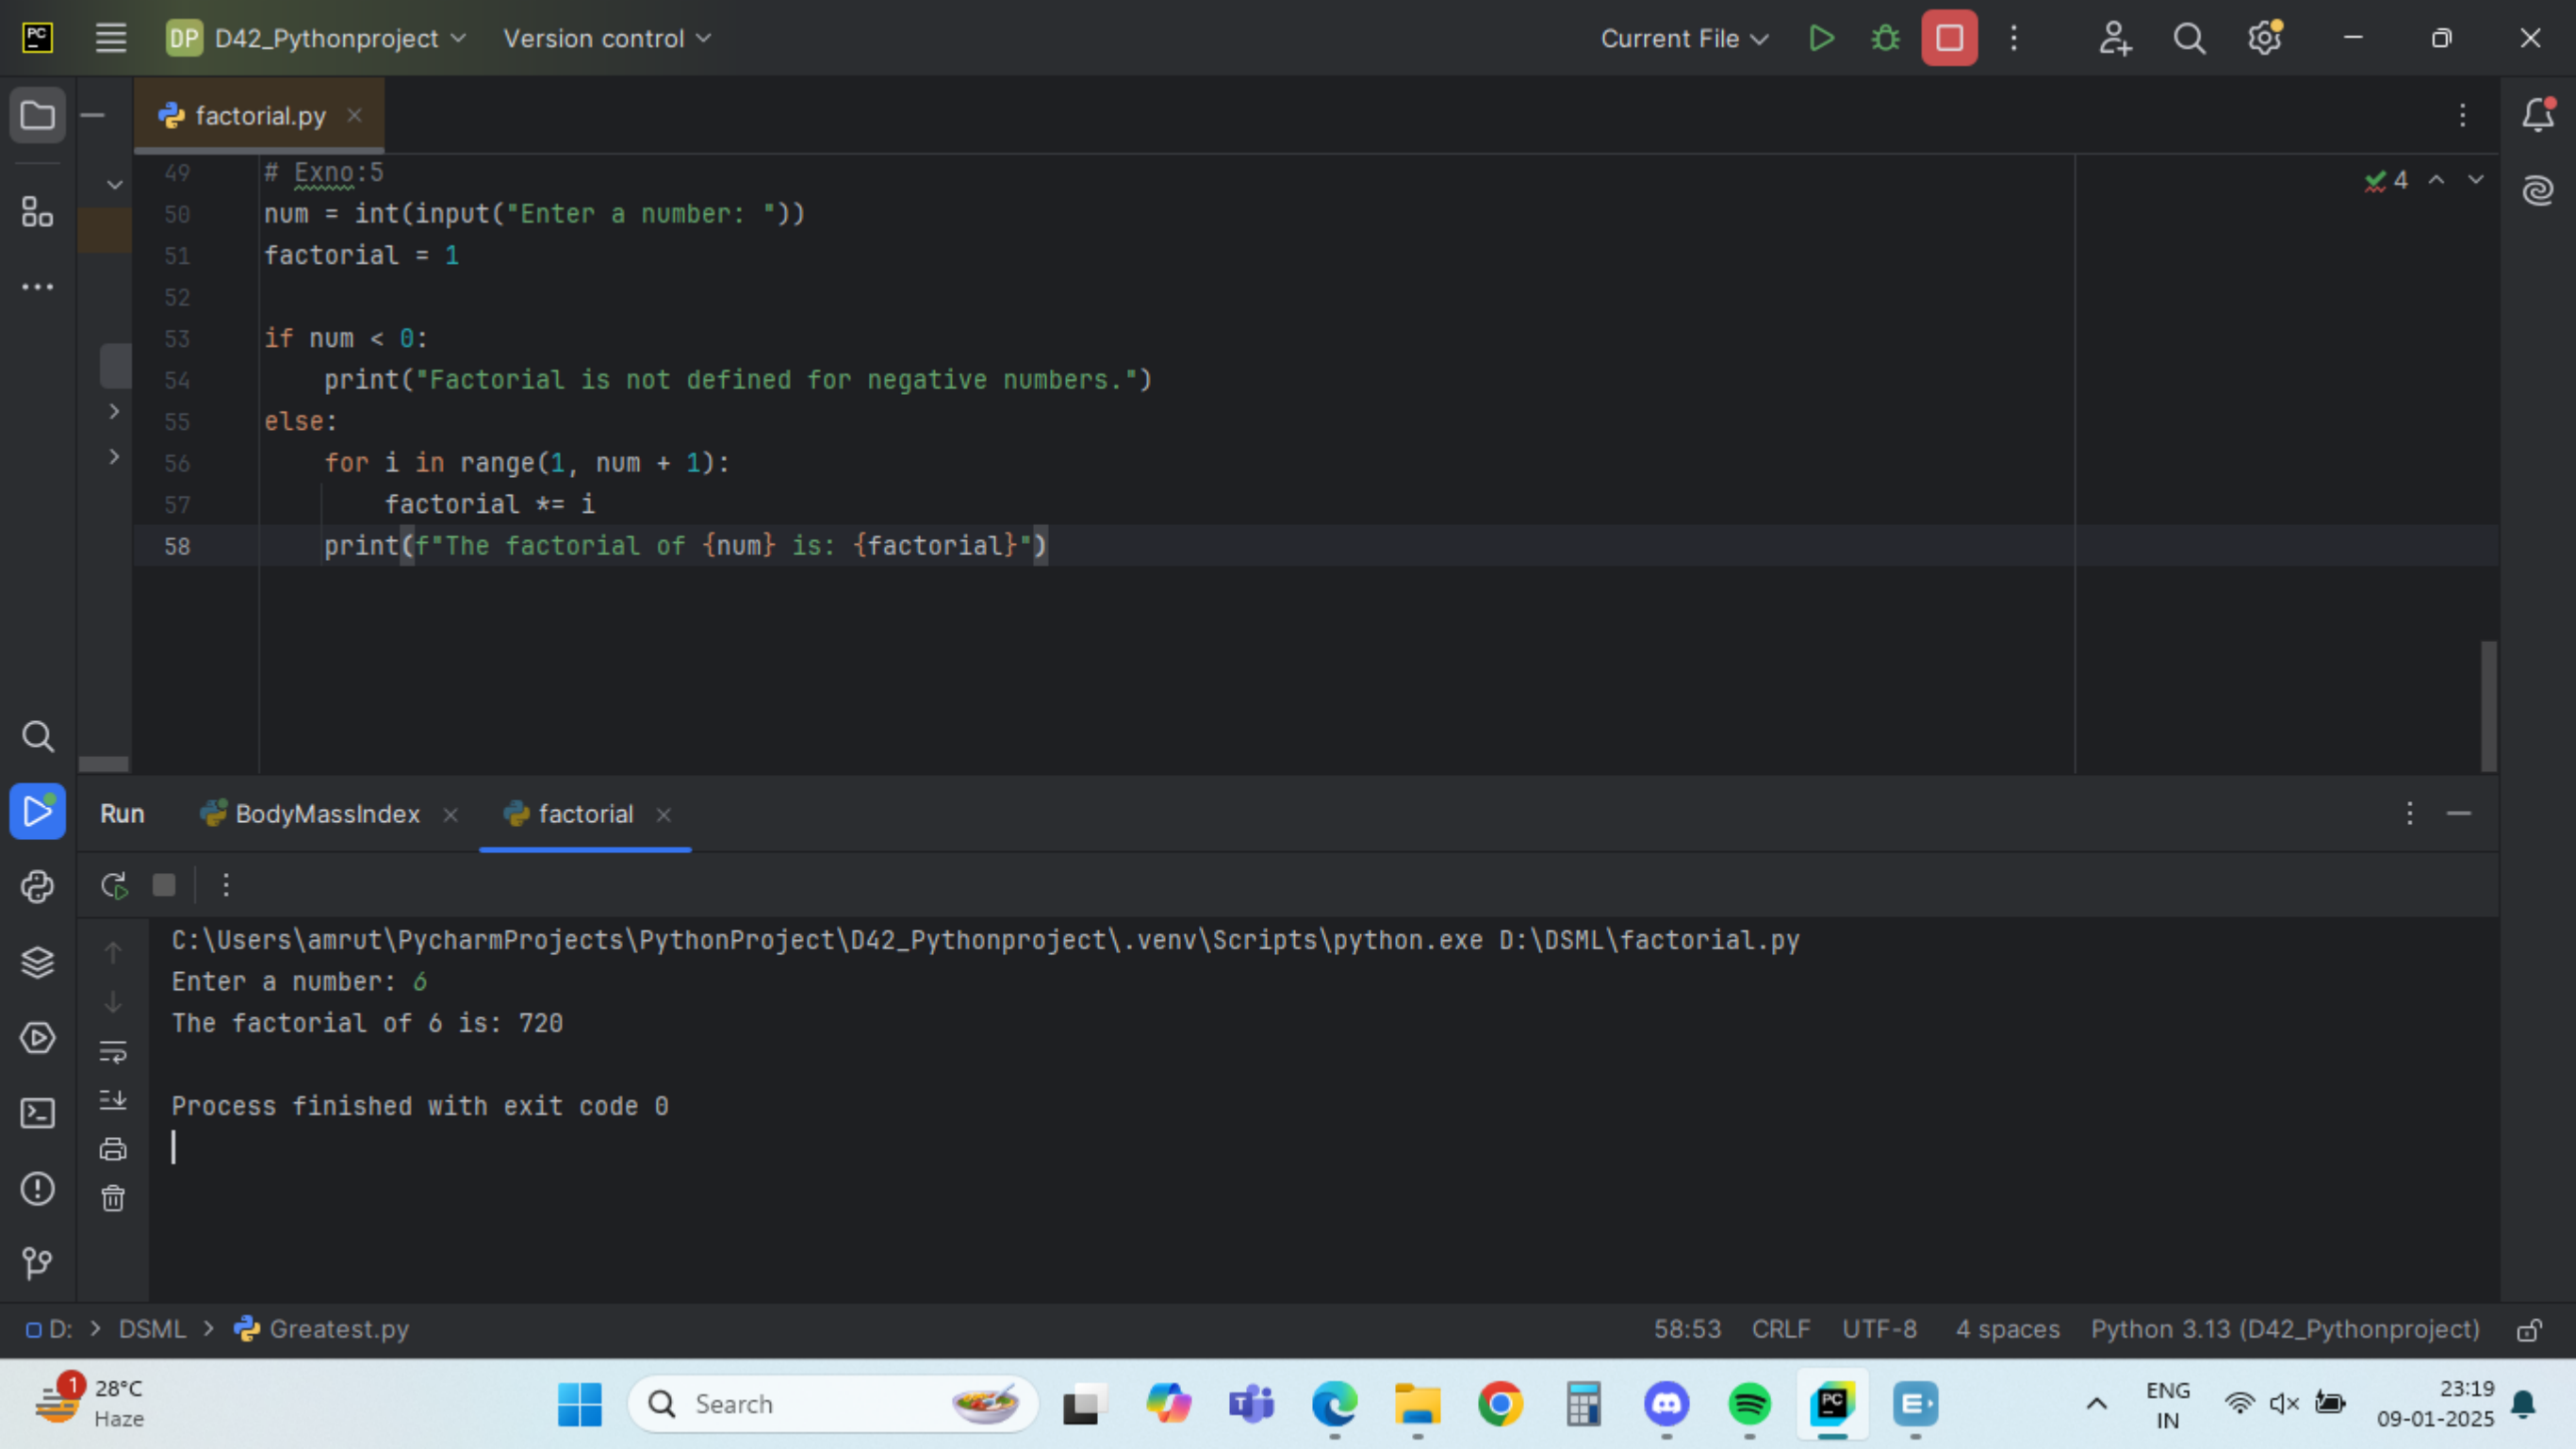 PC DP D42_Pythonproject Version control Current File
factorial.py
49 # Exno:5
50 num = int(input("Enter a number: "))
51 factorial = 1
52
53 if num < 0:
54     print("Factorial is not defined for negative numbers.")
55 else:
56     for i in range(1, num + 1):
57         factorial *= i
58     print(f"The factorial of {num} is: {factorial}")
4
Run BodyMassIndex factorial
C:\Users\amrut\PycharmProjects\PythonProject\D42_Pythonproject\.venv\Scripts\python.exe D:\DSML\factorial.py
Enter a number: 6
The factorial of 6 is: 720
Process finished with exit code 0
D: > DSML > Greatest.py 58:53 CRLF UTF-8 4 spaces Python 3.13 (D42_Pythonproject)
1 28°C
Haze
Search
PC
ENG
IN
23:19
09-01-2025